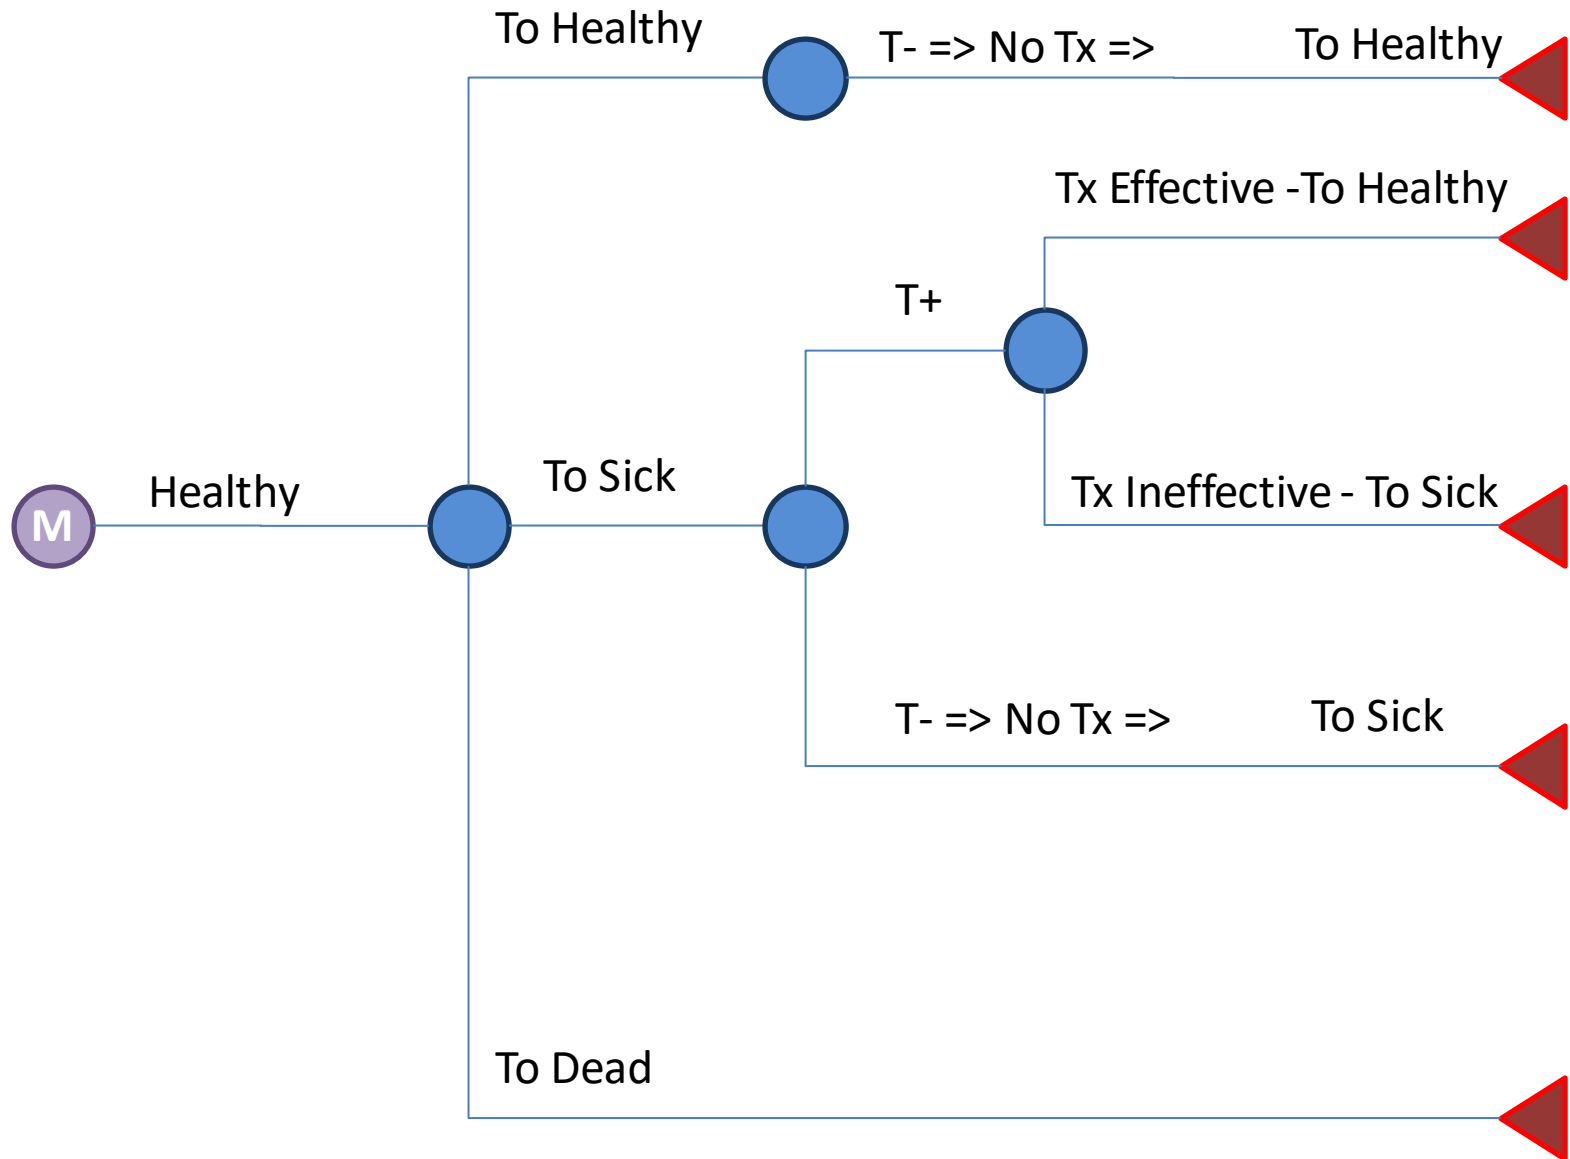 To Healthy
T- => No Tx =>
To Healthy
Tx Effective -To Healthy
T+
To Sick
Healthy
Tx Ineffective - To Sick
M
T- => No Tx =>
To Sick
To Dead